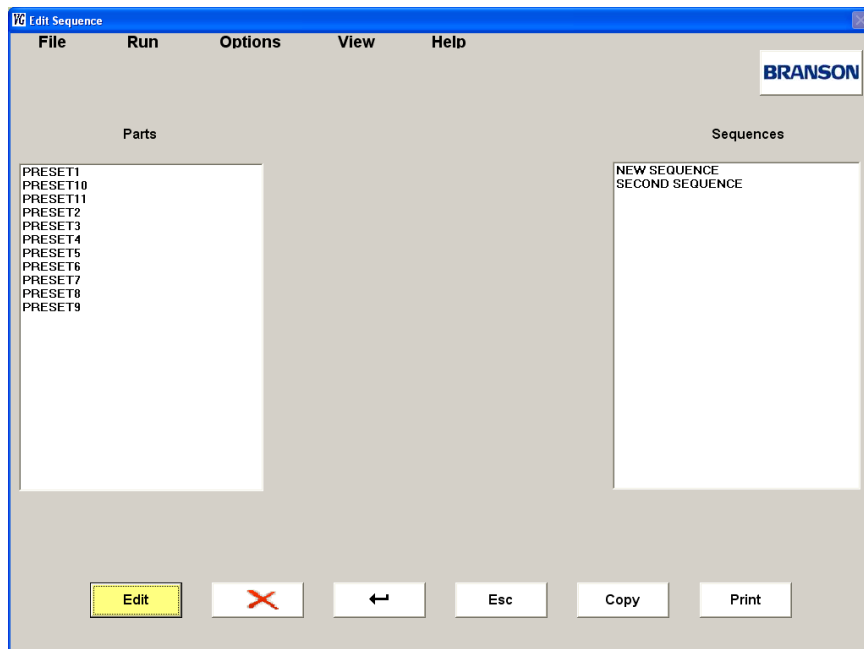 VG Edit Sequence
File Run Options View Help
BRANSON
Parts
Sequences
PRESET1
PRESET10
PRESET11
PRESET2
PRESET3
PRESET4
PRESET5
PRESET6
PRESET7
PRESET8
PRESET9
NEW SEQUENCE
SECOND SEQUENCE
Edit Esc Copy Print